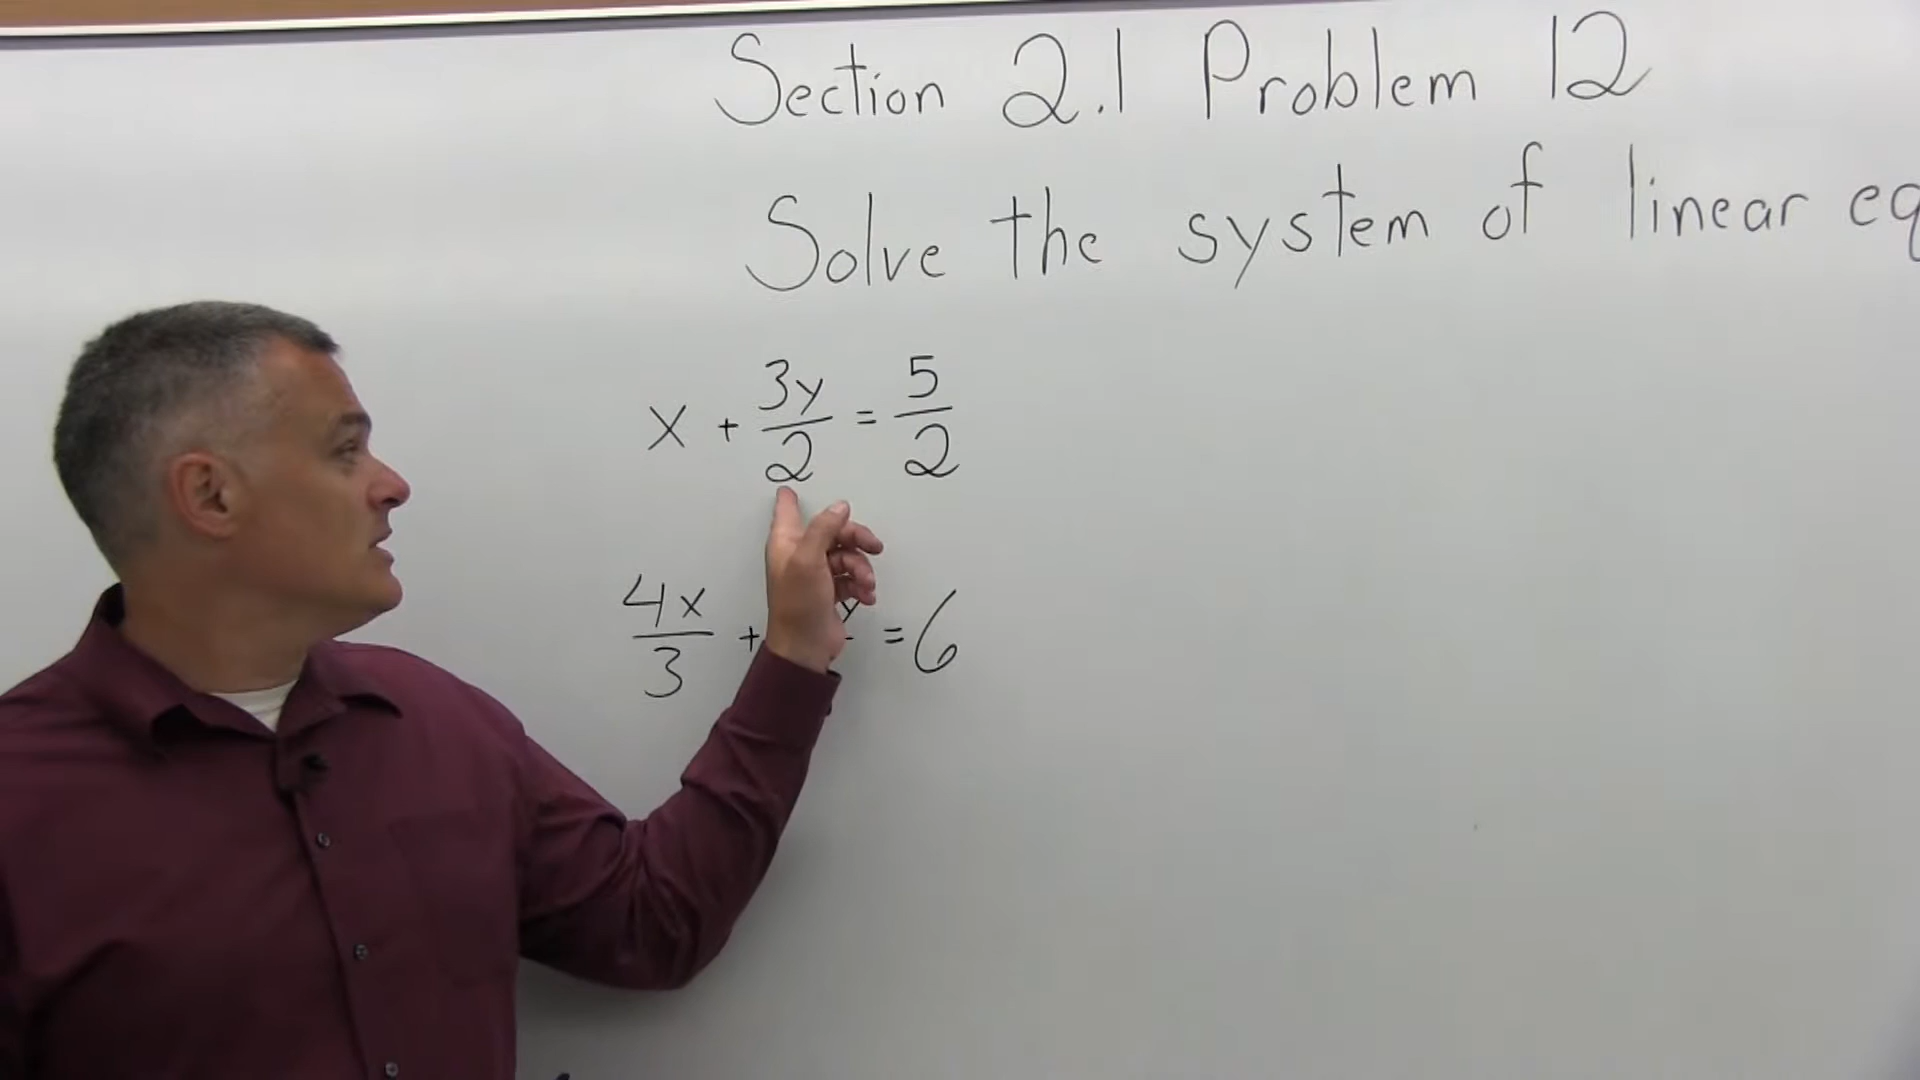 Section 2.1 Problem 12
Solve the system of linear eq
x + 3y/2 = 5/2
4x/3 + y = 6